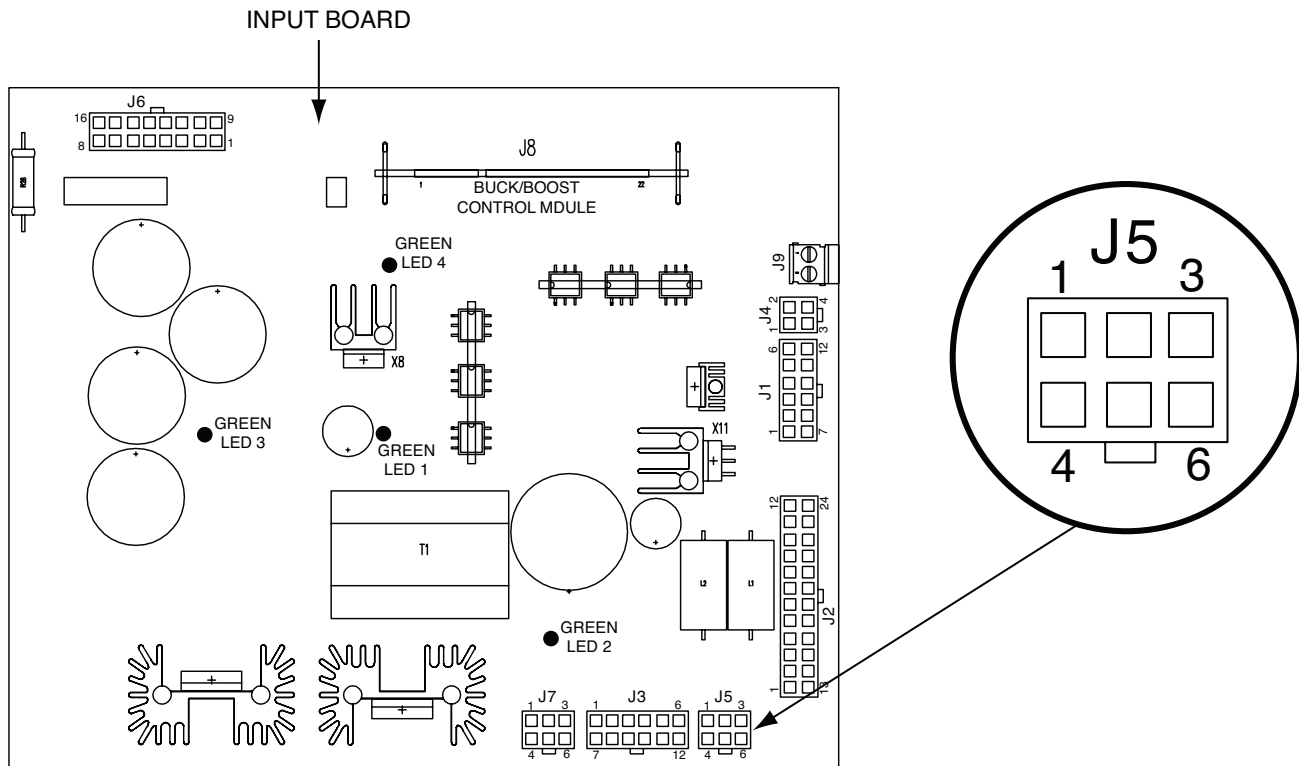 INPUT BOARD
J6
16 9
8 1
R26
J8
1 22
BUCK/BOOST
CONTROL MDULE
GREEN
LED 4
X8
GREEN
LED 3
GREEN
LED 1
J9
J4
2 4
1 3
J1
6 12
1 7
X11
T1
L2 L1
GREEN
LED 2
J2
12 24
1 13
J7
1 3
4 6
J3
1 6
7 12
J5
1 3
4 6
J5
1 3
4 6